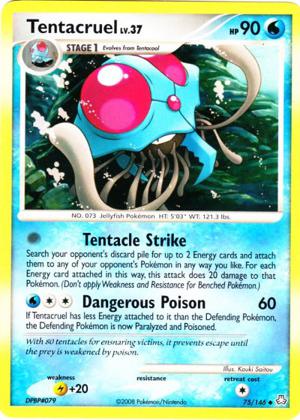 Tentacruel LV.37 HP 90
STAGE 1 Evolves from Tentacool
NO. 073 Jellyfish Pokémon HT: 5'03" WT: 121.3 lbs.
Tentacle Strike
Search your opponent's discard pile for up to 2 Energy cards and attach
them to any of your opponent's Pokémon in any way you like. For each
Energy card attached in this way, this attack does 20 damage to that
Pokémon. (Don't apply Weakness and Resistance for Benched Pokémon.)
Dangerous Poison 60
If Tentacruel has less Energy attached to it than the Defending Pokémon,
the Defending Pokémon is now Paralyzed and Poisoned.
With 80 tentacles for ensnaring victims, it prevents escape until
the prey is weakened by poison.
Illus. Kouki Saitou
weakness resistance retreat cost
+20
DPBP#079 ©2008 Pokémon/Nintendo 75/146